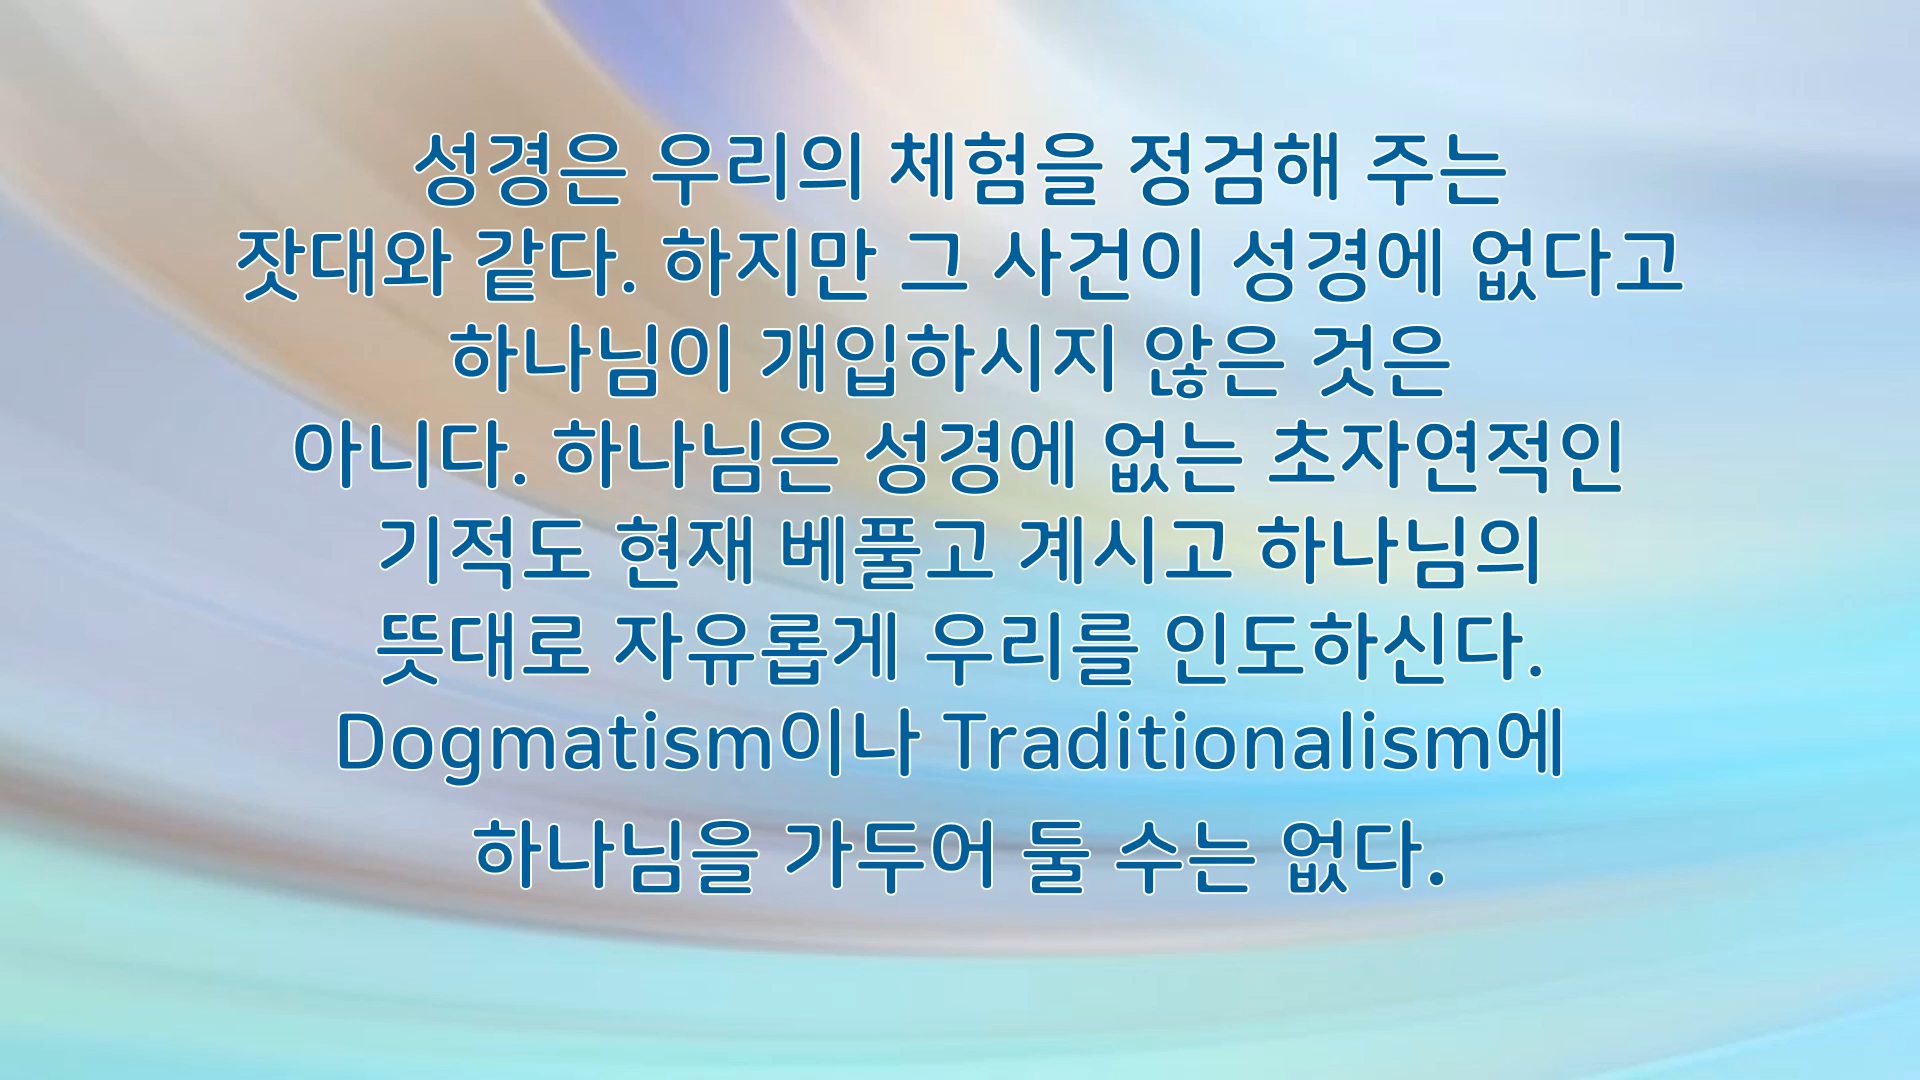 성경은 우리의 체험을 정검해 주는
잣대와 같다. 하지만 그 사건이 성경에 없다고
하나님이 개입하시지 않은 것은
아니다. 하나님은 성경에 없는 초자연적인
기적도 현재 베풀고 계시고 하나님의
뜻대로 자유롭게 우리를 인도하신다.
Dogmatism이나 Traditionalism에
하나님을 가두어 둘 수는 없다.